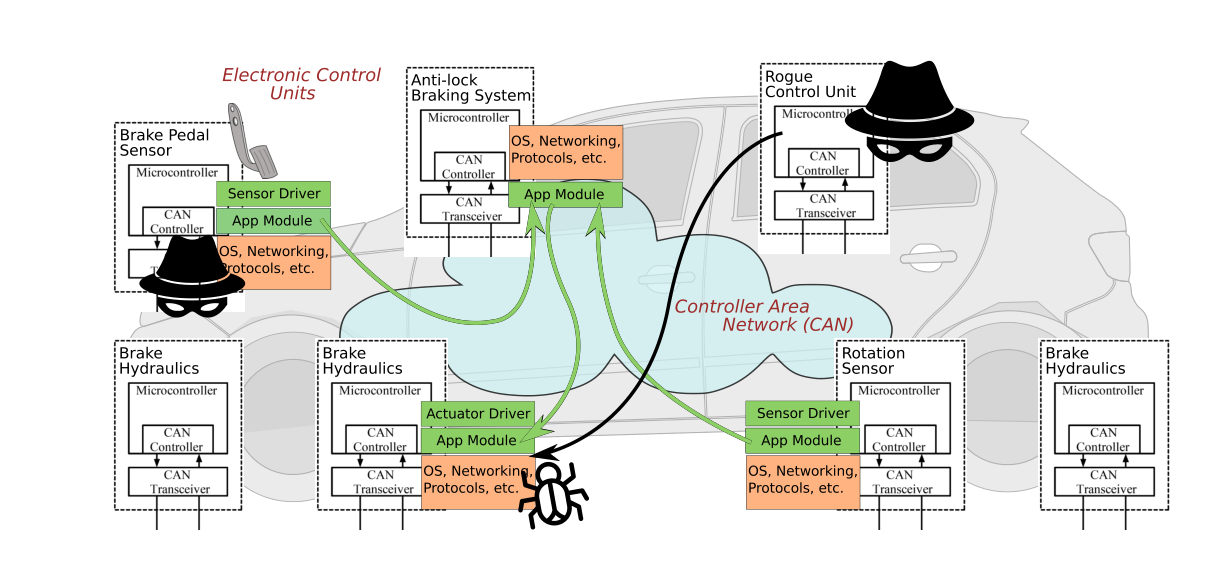 Electronic Control
Units
Anti-lock
Braking System
Microcontroller
CAN
Controller
CAN
Transceiver
OS, Networking,
Protocols, etc.
App Module
Rogue
Control Unit
Microcontroller
CAN
Controller
CAN
Transceiver
Brake Pedal
Sensor
Microcontroller
CAN
Controller
Sensor Driver
App Module
OS, Networking,
Protocols, etc.
Controller Area
Network (CAN)
Brake
Hydraulics
Microcontroller
CAN
Controller
CAN
Transceiver
Brake
Hydraulics
Microcontroller
CAN
Controller
CAN
Transceiver
Actuator Driver
App Module
OS, Networking,
Protocols, etc.
Sensor Driver
App Module
OS, Networking,
Protocols, etc.
Rotation
Sensor
Microcontroller
CAN
Controller
CAN
Transceiver
Brake
Hydraulics
Microcontroller
CAN
Controller
CAN
Transceiver